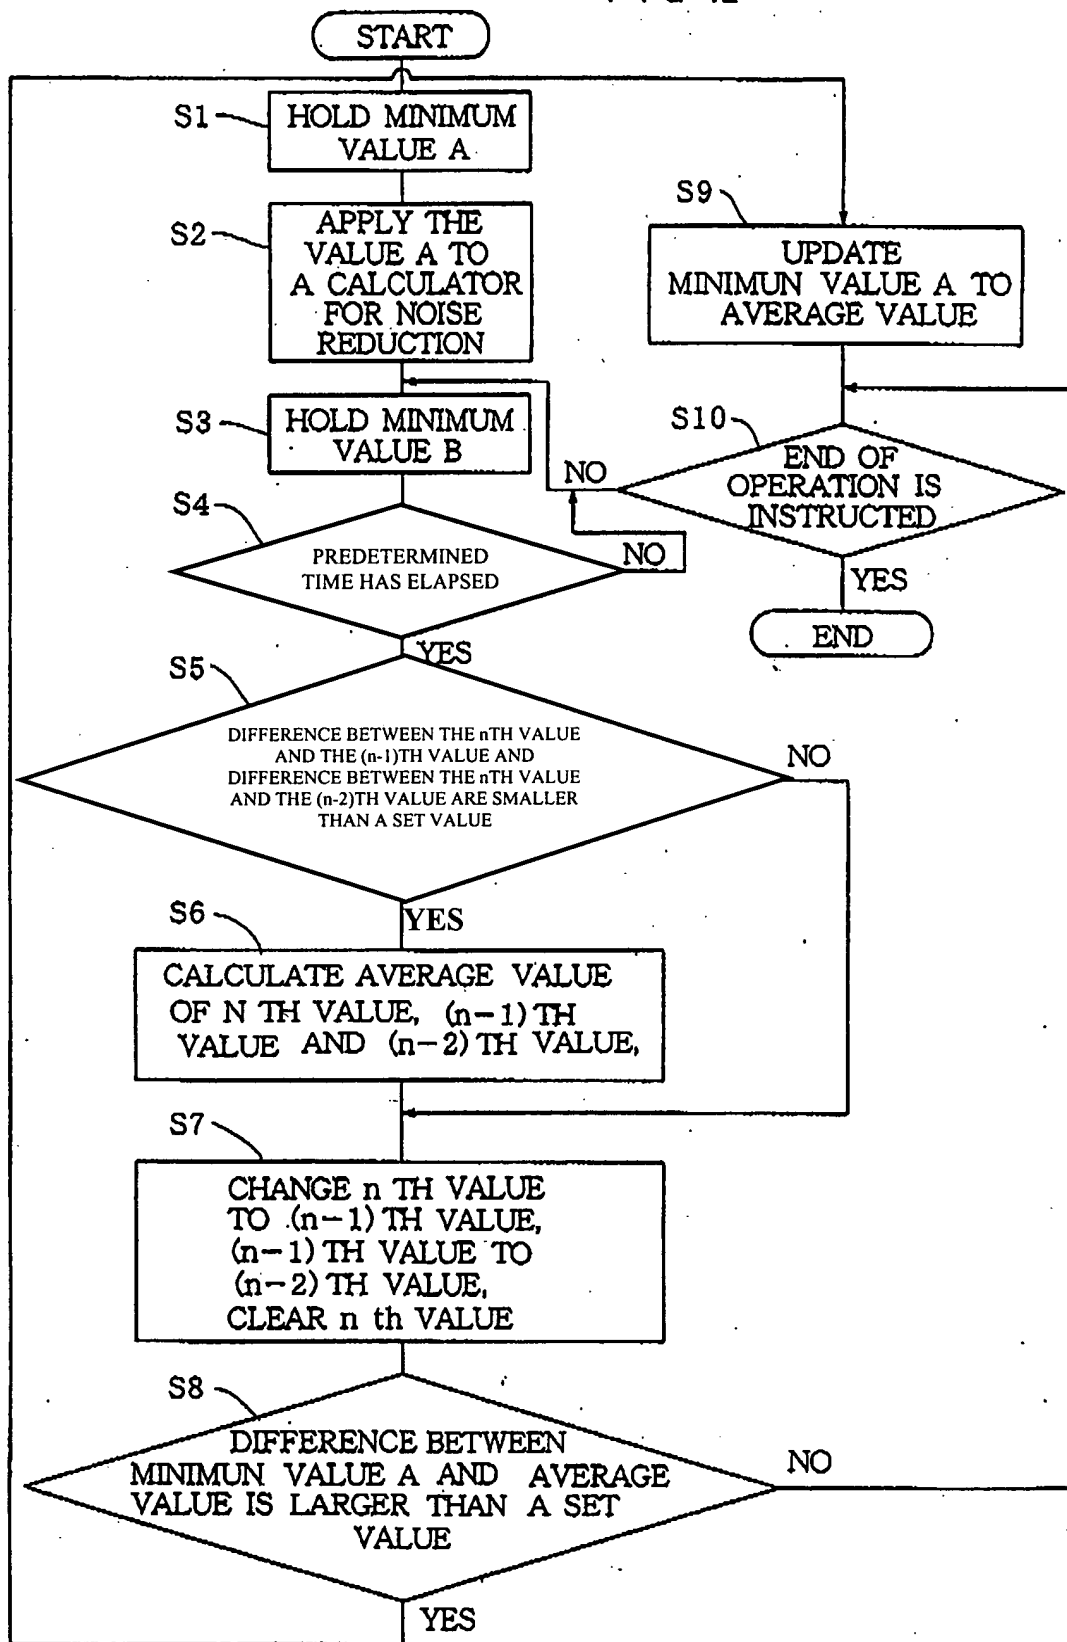 START
S1
HOLD MINIMUM
VALUE A
S2
APPLY THE
VALUE A TO
A CALCULATOR
FOR NOISE
REDUCTION
S3
HOLD MINIMUM
VALUE B
S4
PREDETERMINED
TIME HAS ELAPSED
NO
YES
S5
DIFFERENCE BETWEEN THE nTH VALUE
AND THE (n-1)TH VALUE AND
DIFFERENCE BETWEEN THE nTH VALUE
AND THE (n-2)TH VALUE ARE SMALLER
THAN A SET VALUE
NO
YES
S6
CALCULATE AVERAGE VALUE
OF N TH VALUE, (n-1) TH
VALUE AND (n-2) TH VALUE,
S7
CHANGE n TH VALUE
TO (n-1) TH VALUE,
(n-1) TH VALUE TO
(n-2) TH VALUE,
CLEAR n th VALUE
S8
DIFFERENCE BETWEEN
MINIMUN VALUE A AND AVERAGE
VALUE IS LARGER THAN A SET
VALUE
NO
YES
S9
UPDATE
MINIMUN VALUE A TO
AVERAGE VALUE
S10
END OF
OPERATION IS
INSTRUCTED
NO
YES
END